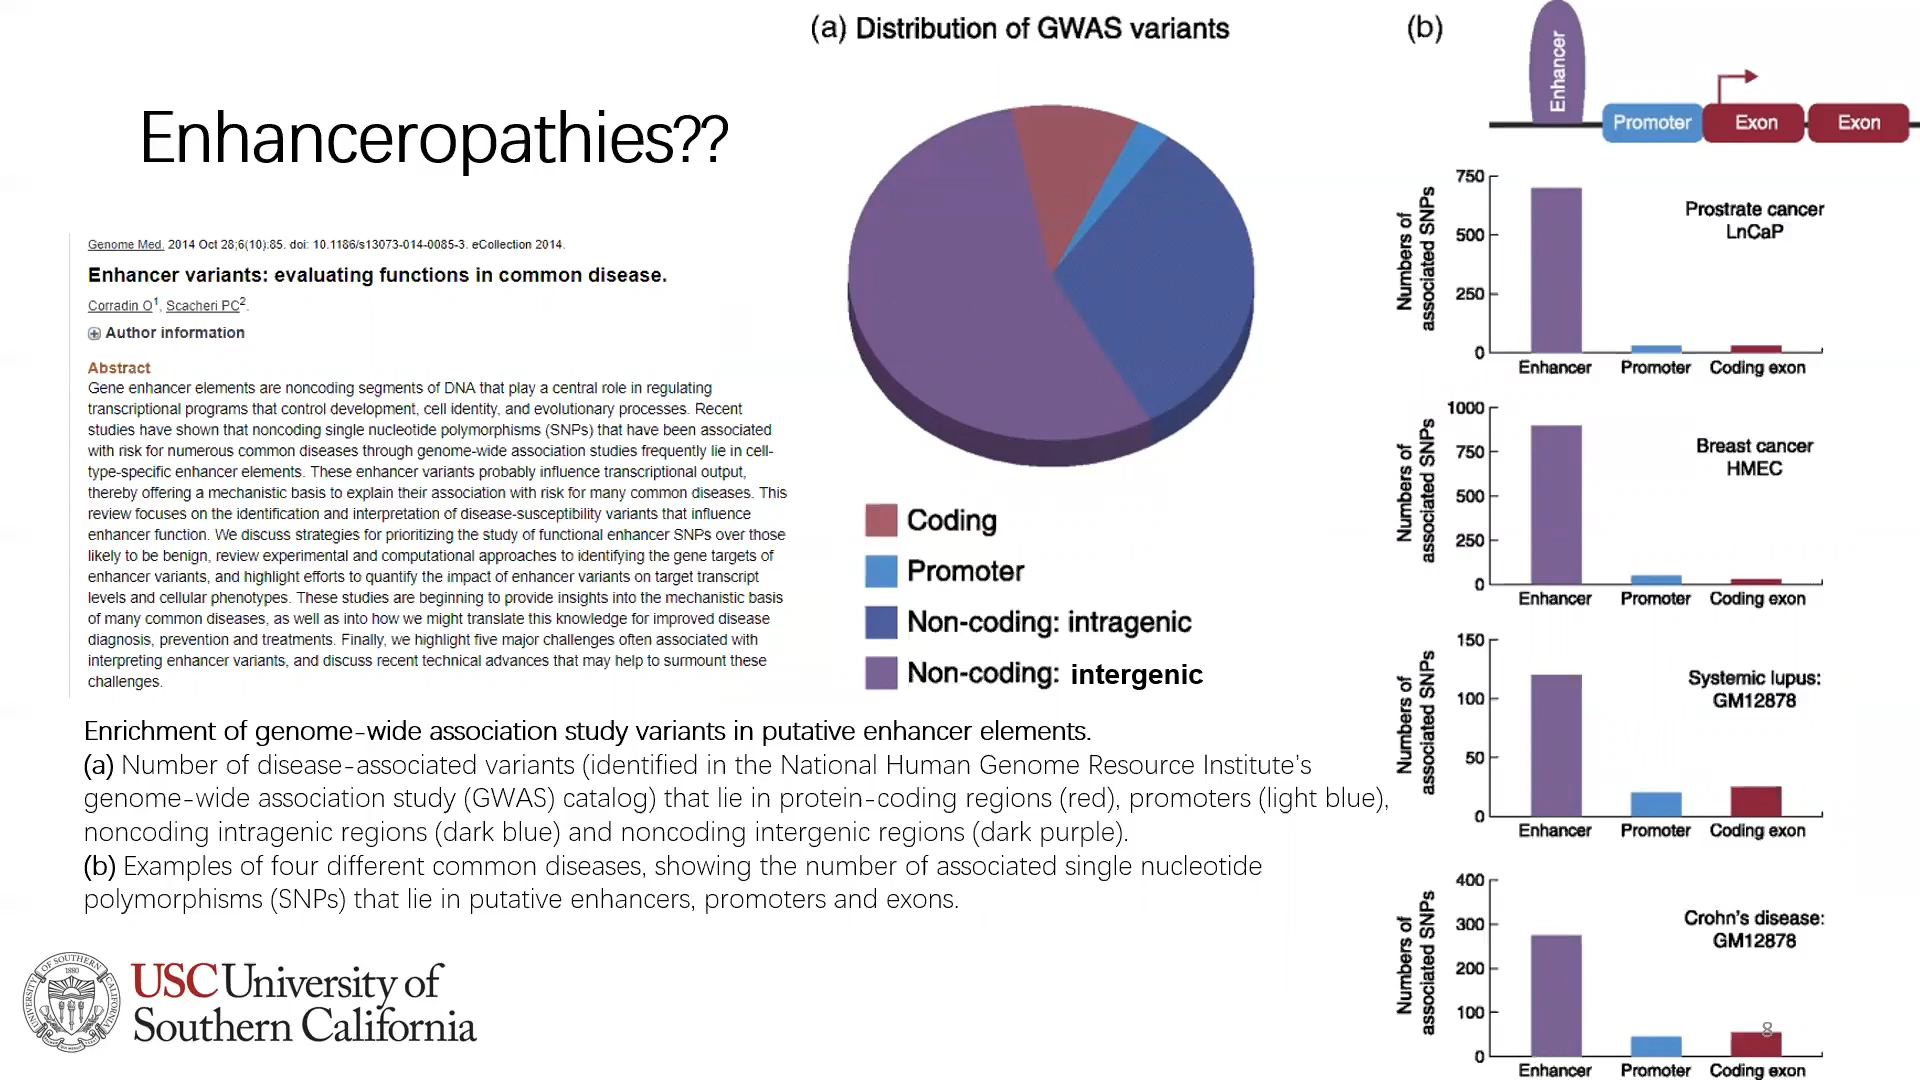 Enhanceropathies??
Genome Med. 2014 Oct 28;6(10):85. doi: 10.1186/s13073-014-0085-3. eCollection 2014.
Enhancer variants: evaluating functions in common disease.
Corradin O1, Scacheri PC2.
Author information
Abstract
Gene enhancer elements are noncoding segments of DNA that play a central role in regulating
transcriptional programs that control development, cell identity, and evolutionary processes. Recent
studies have shown that noncoding single nucleotide polymorphisms (SNPs) that have been associated
with risk for numerous common diseases through genome-wide association studies frequently lie in cell-
type-specific enhancer elements. These enhancer variants probably influence transcriptional output,
thereby offering a mechanistic basis to explain their association with risk for many common diseases. This
review focuses on the identification and interpretation of disease-susceptibility variants that influence
enhancer function. We discuss strategies for prioritizing the study of functional enhancer SNPs over those
likely to be benign, review experimental and computational approaches to identifying the gene targets of
enhancer variants, and highlight efforts to quantify the impact of enhancer variants on target transcript
levels and cellular phenotypes. These studies are beginning to provide insights into the mechanistic basis
of many common diseases, as well as into how we might translate this knowledge for improved disease
diagnosis, prevention and treatments. Finally, we highlight five major challenges often associated with
interpreting enhancer variants, and discuss recent technical advances that may help to surmount these
challenges.
(a) Distribution of GWAS variants
Coding
Promoter
Non-coding: intragenic
Non-coding: intergenic
Enrichment of genome-wide association study variants in putative enhancer elements.
(a) Number of disease-associated variants (identified in the National Human Genome Resource Institute's
genome-wide association study (GWAS) catalog) that lie in protein-coding regions (red), promoters (light blue),
noncoding intragenic regions (dark blue) and noncoding intergenic regions (dark purple).
(b) Examples of four different common diseases, showing the number of associated single nucleotide
polymorphisms (SNPs) that lie in putative enhancers, promoters and exons.
(b)
Enhancer
Promoter Exon Exon
Numbers of
associated SNPs
750
500
250
0
Prostrate cancer
LnCaP
Enhancer Promoter Coding exon
Numbers of
associated SNPs
1000
750
500
250
0
Breast cancer
HMEC
Enhancer Promoter Coding exon
Numbers of
associated SNPs
150
100
50
0
Systemic lupus:
GM12878
Enhancer Promoter Coding exon
Numbers of
associated SNPs
400
300
200
100
0
Crohn's disease:
GM12878
8
Enhancer Promoter Coding exon
UNIVERSITY OF SOUTHERN CALIFORNIA
1880
USC University of
Southern California